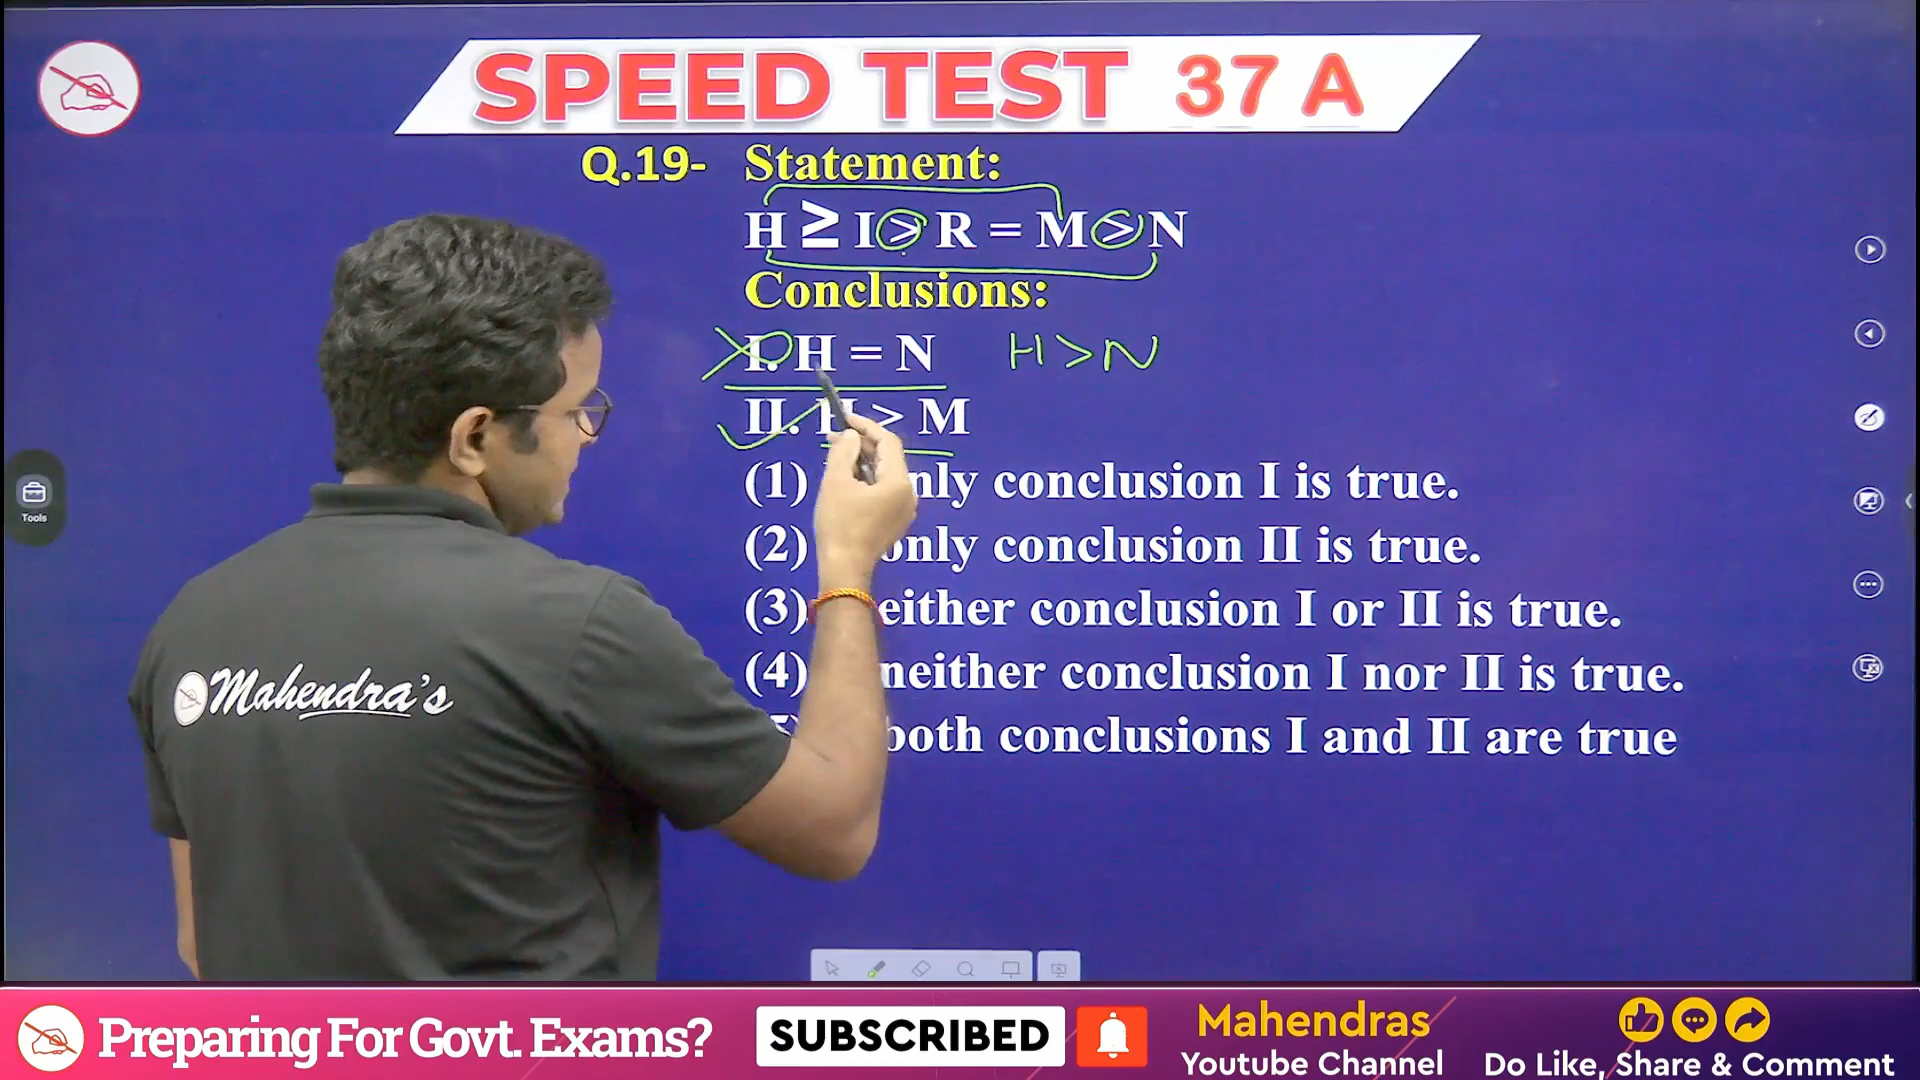 SPEED TEST 37 A
Q.19- Statement:
H ≥ I > R = M > N
Conclusions:
I. H = N H > N
II. H > M
(1) only conclusion I is true.
(2) only conclusion II is true.
(3) either conclusion I or II is true.
(4) neither conclusion I nor II is true.
both conclusions I and II are true
Tools
Mahendra's
Preparing For Govt. Exams?
SUBSCRIBED
Mahendras
Youtube Channel
Do Like, Share & Comment